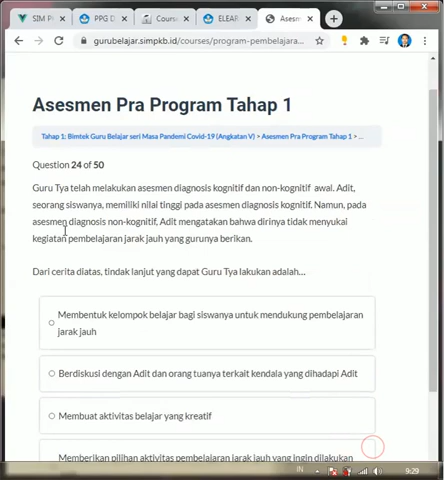 SIM P
PPG D
Cours
ELEAR
Asesm
gurubelajar.simpkb.id/courses/program-pembelajara...
Asesmen Pra Program Tahap 1
Tahap 1: Bimtek Guru Belajar seri Masa Pandemi Covid-19 (Angkatan V) > Asesmen Pra Program Tahap 1 > ...
Question 24 of 50
Guru Tya telah melakukan asesmen diagnosis kognitif dan non-kognitif awal. Adit,
seorang siswanya, memiliki nilai tinggi pada asesmen diagnosis kognitif. Namun, pada
asesmen diagnosis non-kognitif, Adit mengatakan bahwa dirinya tidak menyukai
kegiatan pembelajaran jarak jauh yang gurunya berikan.
Dari cerita diatas, tindak lanjut yang dapat Guru Tya lakukan adalah...
Membentuk kelompok belajar bagi siswanya untuk mendukung pembelajaran
jarak jauh
Berdiskusi dengan Adit dan orang tuanya terkait kendala yang dihadapi Adit
Membuat aktivitas belajar yang kreatif
Memberikan pilihan aktivitas pembelajaran jarak jauh yang ingin dilakukan
IN
9:29